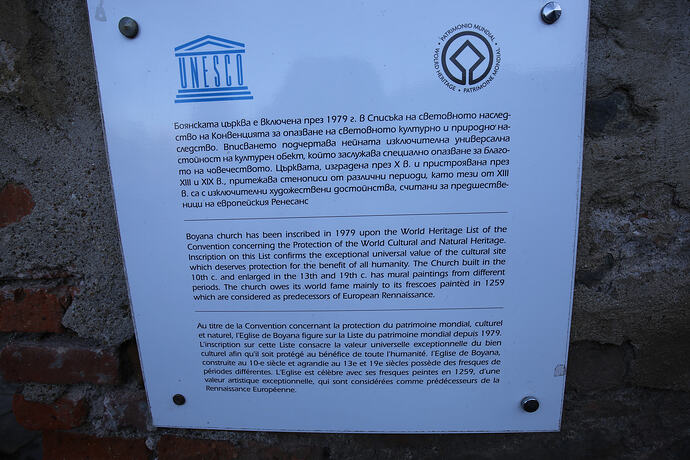 UNESCO
PATRIMONIO MUNDIAL
WORLD HERITAGE
PATRIMOINE MONDIAL
Боянската църква е включена през 1979 г. в Списъка на световното наслед-
ство на Конвенцията за опазване на световното културно и природно на-
следство. Вписването подчертава нейната изключителна универсална
стойност на културен обект, който заслужава специално опазване за благо-
то на човечеството. Църквата, изградена през X в. и пристроявана през
XIII и XIX в., притежава стенописи от различни периоди, като тези от XIII
в. са с изключителни художествени достойнства, считани за предшестве-
ници на европейския Ренесанс
Boyana church has been inscribed in 1979 upon the World Heritage List of the
Convention concerning the Protection of the World Cultural and Natural Heritage.
Inscription on this List confirms the exceptional universal value of the cultural site
which deserves protection for the benefit of all humanity. The Church built in the
10th c. and enlarged in the 13th and 19th c. has mural paintings from different
periods. The church owes its world fame mainly to its frescoes painted in 1259
which are considered as predecessors of European Rennaissance.
Au titre de la Convention concernant la protection du patrimoine mondial, culturel
et naturel, l'Eglise de Boyana figure sur la Liste du patrimoine mondial depuis 1979.
L'inscription sur cette Liste consacre la valeur universelle exceptionnelle du bien
culturel afin qu'il soit protégé au bénéfice de toute l'humanité. l'Eglise de Boyana,
construite au 10-e siècle et agrandie au 13e et 19e siècles possède des fresques de
périodes différentes. L'Eglise est célèbre avec ses fresques peintes en 1259, d'une
valeur artistique exceptionnelle, qui sont considérées comme prédécesseurs de la
Rennaissance Européenne.